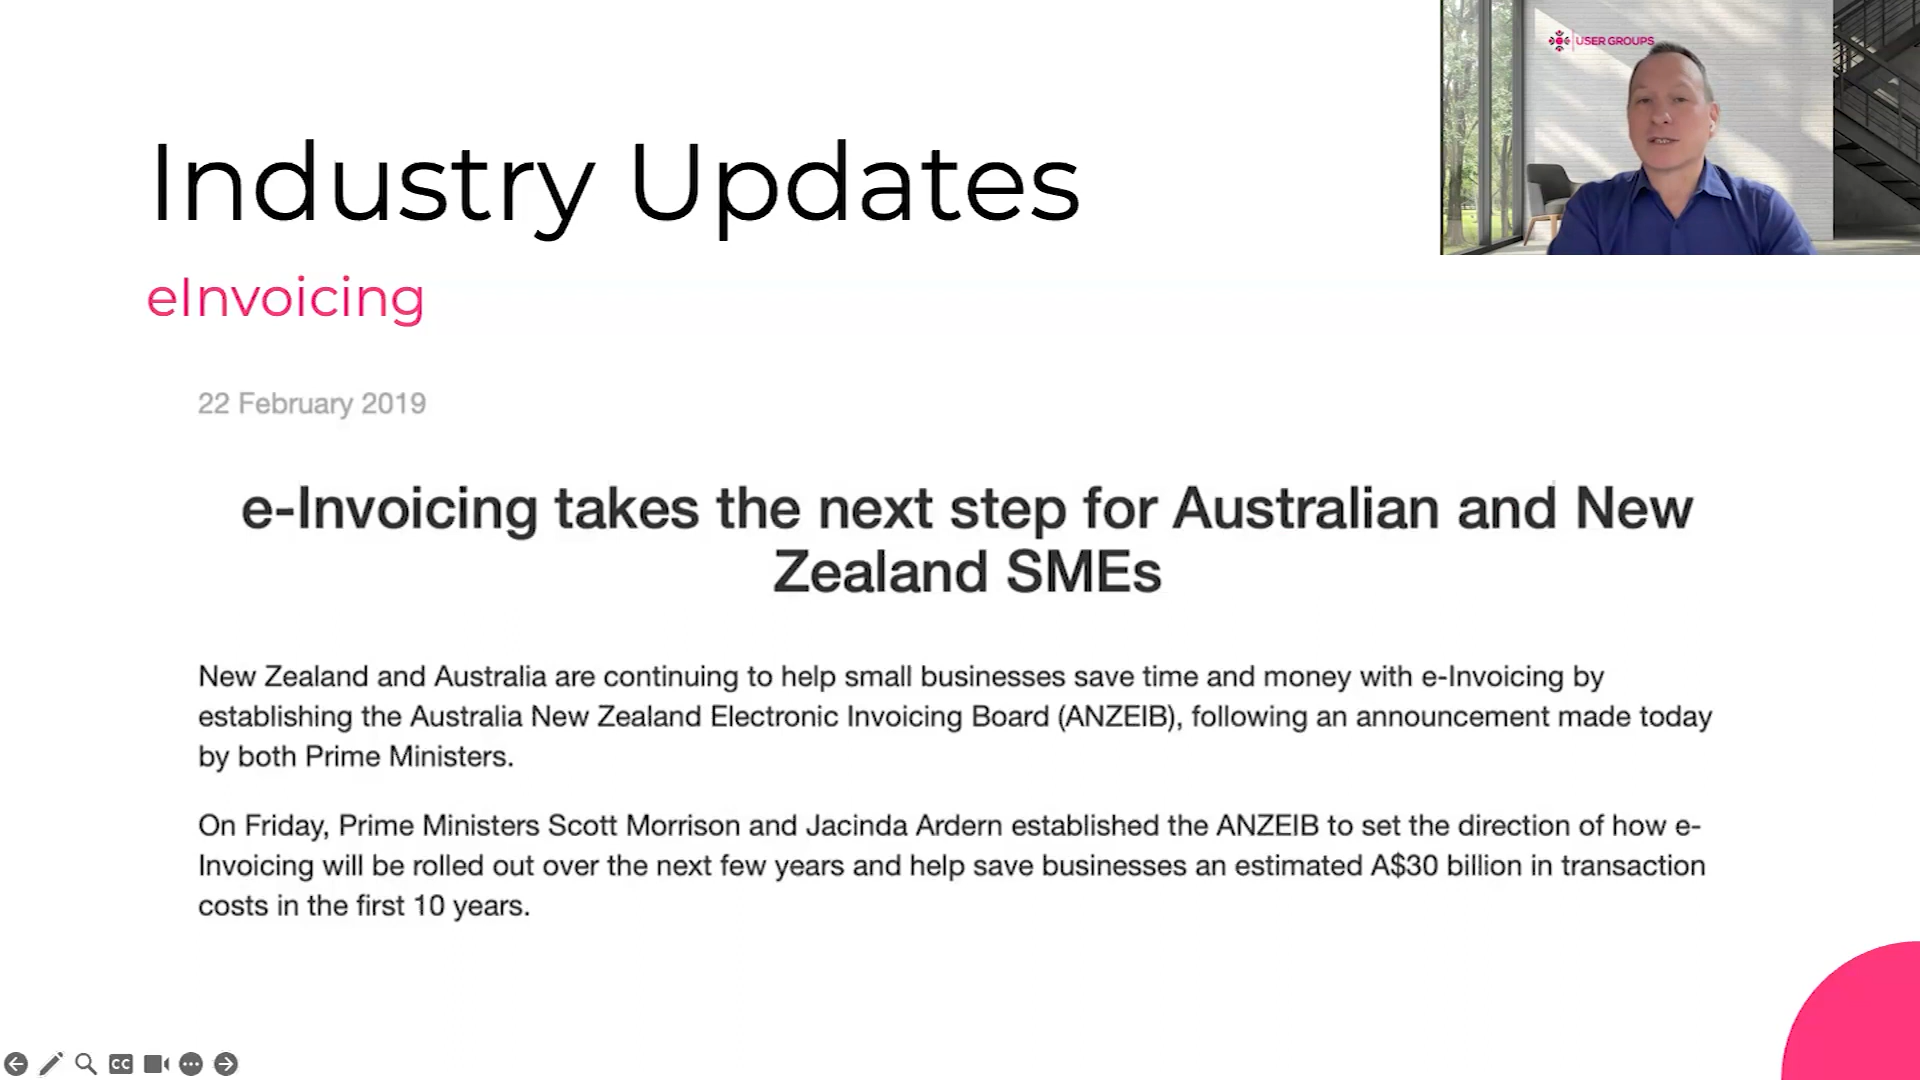 USER GROUPS
Industry Updates
eInvoicing
22 February 2019
e-Invoicing takes the next step for Australian and New
Zealand SMEs
New Zealand and Australia are continuing to help small businesses save time and money with e-Invoicing by
establishing the Australia New Zealand Electronic Invoicing Board (ANZEIB), following an announcement made today
by both Prime Ministers.
On Friday, Prime Ministers Scott Morrison and Jacinda Ardern established the ANZEIB to set the direction of how e-
Invoicing will be rolled out over the next few years and help save businesses an estimated A$30 billion in transaction
costs in the first 10 years.
CC